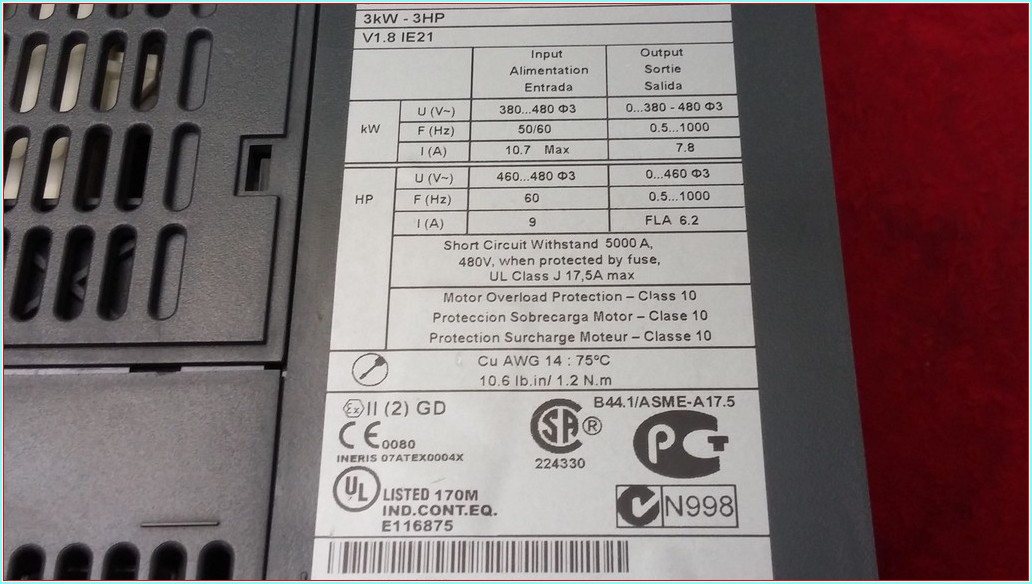 3kW - 3HP
V1.8 IE21
Input Output
Alimentation Sortie
Entrada Salida
kW
U (V~) 380...480 Φ3 0...380 - 480 Φ3
F (Hz) 50/60 0.5...1000
I (A) 10.7 Max 7.8
HP
U (V~) 460...480 Φ3 0...460 Φ3
F (Hz) 60 0.5...1000
I (A) 9 FLA 6.2
Short Circuit Withstand 5000 A,
480V, when protected by fuse,
UL Class J 17,5A max
Motor Overload Protection – Class 10
Proteccion Sobrecarga Motor – Clase 10
Protection Surcharge Moteur – Classe 10
Cu AWG 14 : 75°C
10.6 lb.in/ 1.2 N.m
Ex II (2) GD
CE 0080
INERIS 07ATEX0004X
UL LISTED 170M
IND.CONT.EQ.
E116875
SA ®
224330
B44.1/ASME-A17.5
PCT
N998